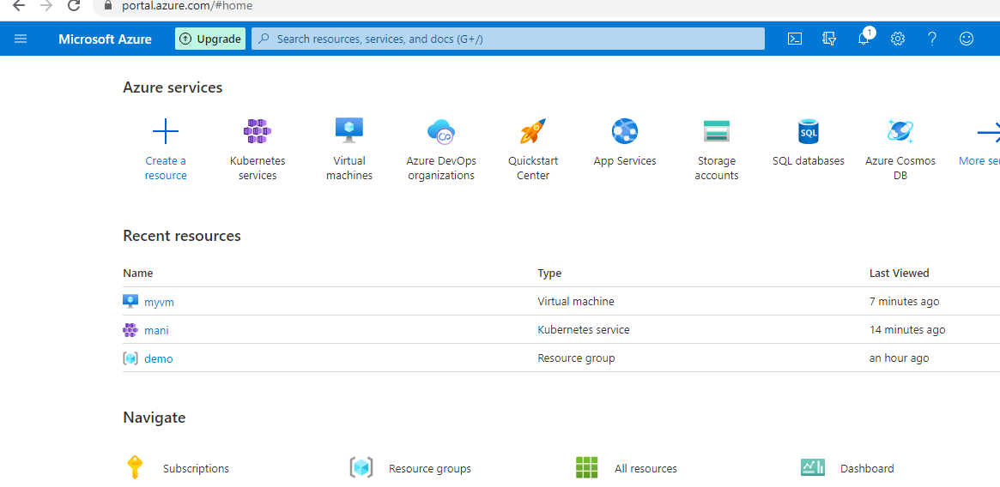 portal.azure.com/#home
Microsoft Azure Upgrade Search resources, services, and docs (G+/) 1
Azure services
Create a resource
Kubernetes services
Virtual machines
Azure DevOps organizations
Quickstart Center
App Services
Storage accounts
SQL
SQL databases
Azure Cosmos DB
More ser
Recent resources
Name Type Last Viewed
myvm Virtual machine 7 minutes ago
mani Kubernetes service 14 minutes ago
demo Resource group an hour ago
Navigate
Subscriptions Resource groups All resources Dashboard